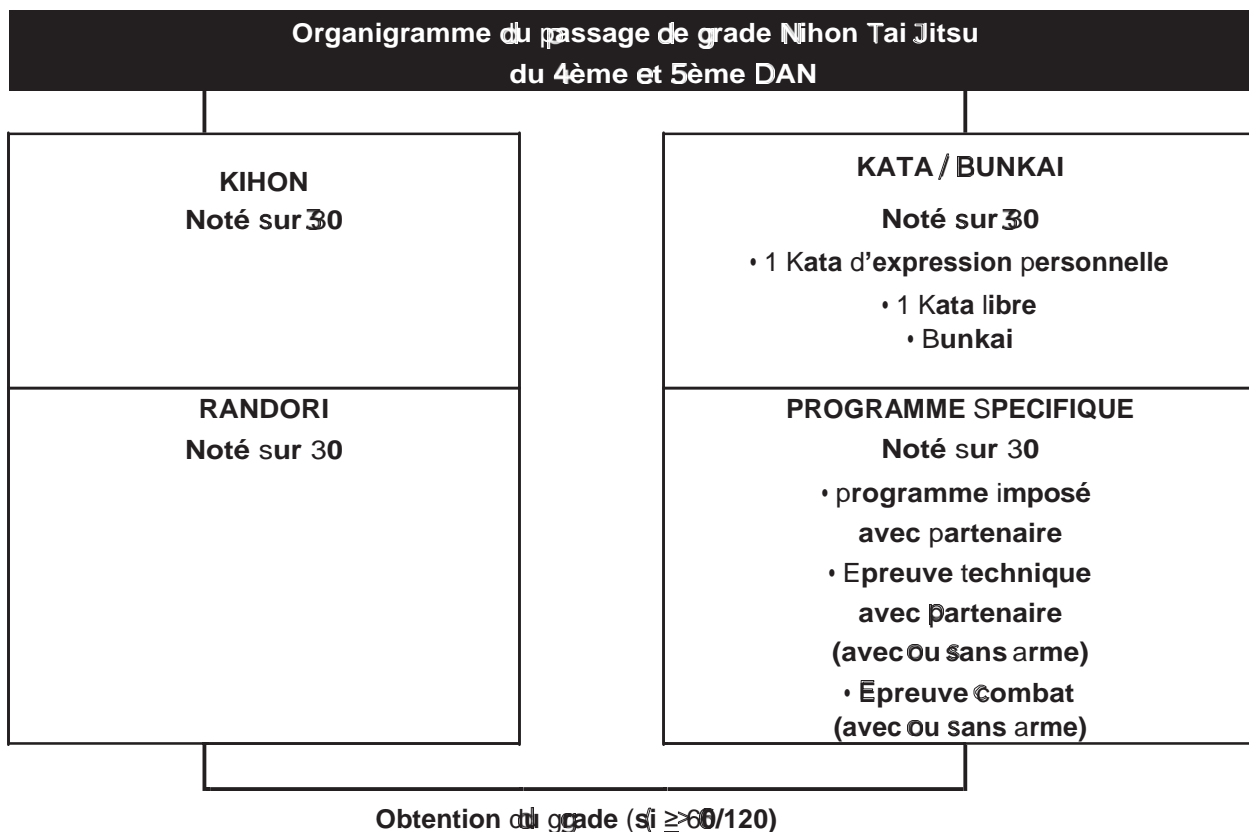 Organigramme du passage de grade Nihon Tai Jitsu
du 4ème et 5ème DAN
KIHON
Noté sur 30
KATA / BUNKAI
Noté sur 30
• 1 Kata d'expression personnelle
• 1 Kata libre
• Bunkai
RANDORI
Noté sur 30
PROGRAMME SPECIFIQUE
Noté sur 30
• programme imposé
avec partenaire
• Epreuve technique
avec partenaire
(avec ou sans arme)
• Epreuve combat
(avec ou sans arme)
Obtention du grade (si ≥ 60/120)